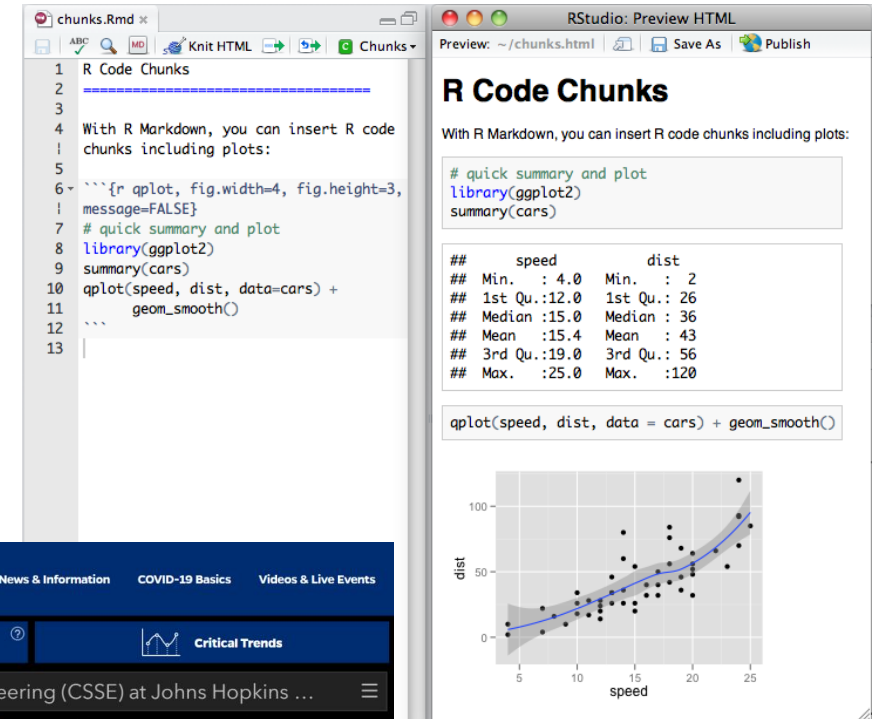 chunks.Rmd ×
ABC MD Knit HTML C Chunks
1 R Code Chunks
2 ===================================
3
4 With R Markdown, you can insert R code
chunks including plots:
5
6 ```{r qplot, fig.width=4, fig.height=3,
message=FALSE}
7 # quick summary and plot
8 library(ggplot2)
9 summary(cars)
10 qplot(speed, dist, data=cars) +
11 geom_smooth()
12 ```
13
News & Information COVID-19 Basics Videos & Live Events
? Critical Trends
eering (CSSE) at Johns Hopkins ...
RStudio: Preview HTML
Preview: ~/chunks.html Save As Publish
R Code Chunks
With R Markdown, you can insert R code chunks including plots:
# quick summary and plot
library(ggplot2)
summary(cars)
## speed dist
## Min. : 4.0 Min. : 2
## 1st Qu.:12.0 1st Qu.: 26
## Median :15.0 Median : 36
## Mean :15.4 Mean : 43
## 3rd Qu.:19.0 3rd Qu.: 56
## Max. :25.0 Max. :120
qplot(speed, dist, data = cars) + geom_smooth()
100
50
0
dist
5 10 15 20 25
speed